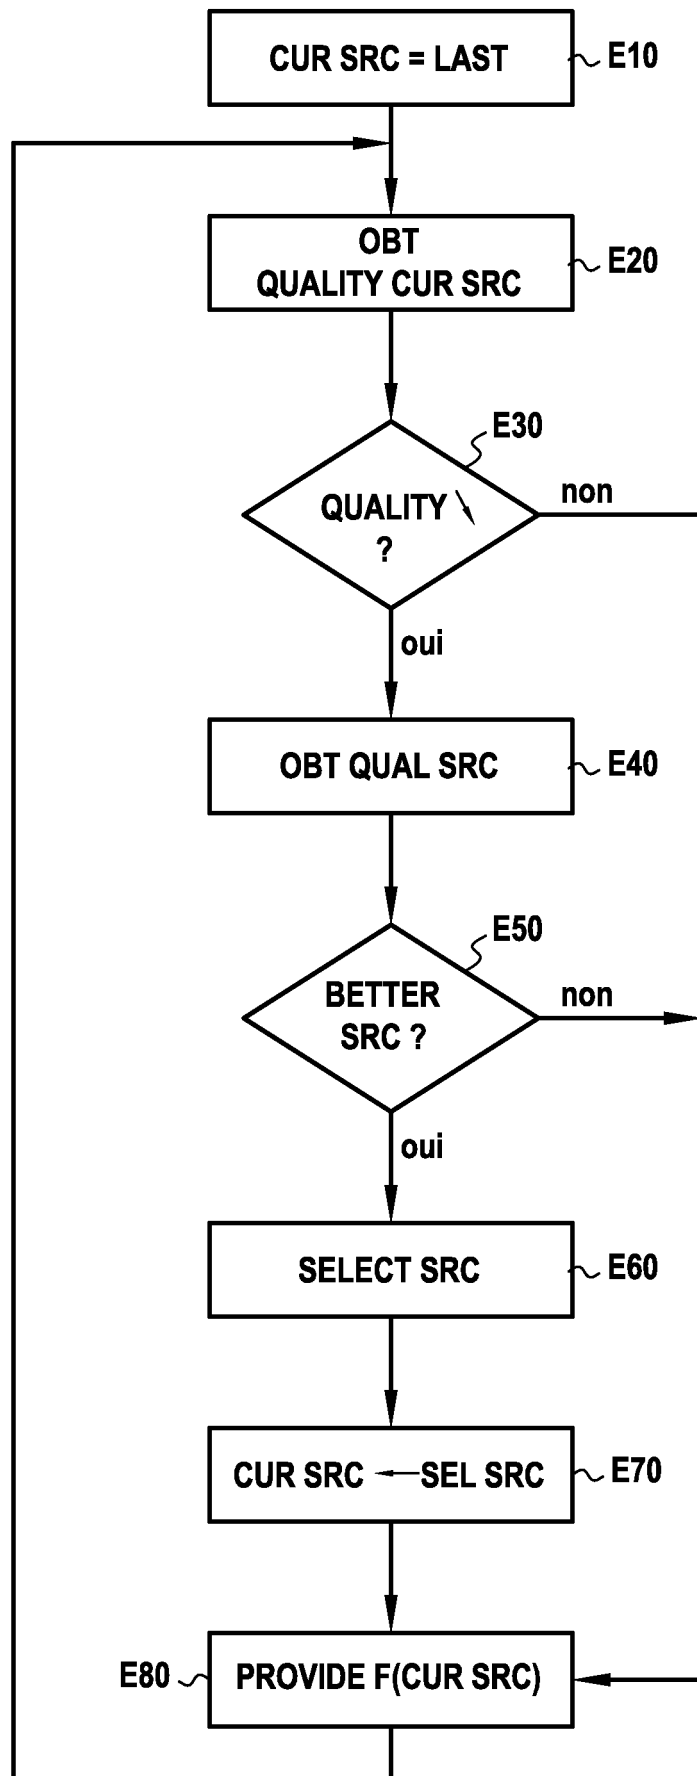 CUR SRC = LAST
E10
OBT
QUALITY CUR SRC
E20
E30
QUALITY ↘
?
non
oui
OBT QUAL SRC
E40
E50
BETTER
SRC ?
non
oui
SELECT SRC
E60
CUR SRC ← SEL SRC
E70
E80
PROVIDE F(CUR SRC)